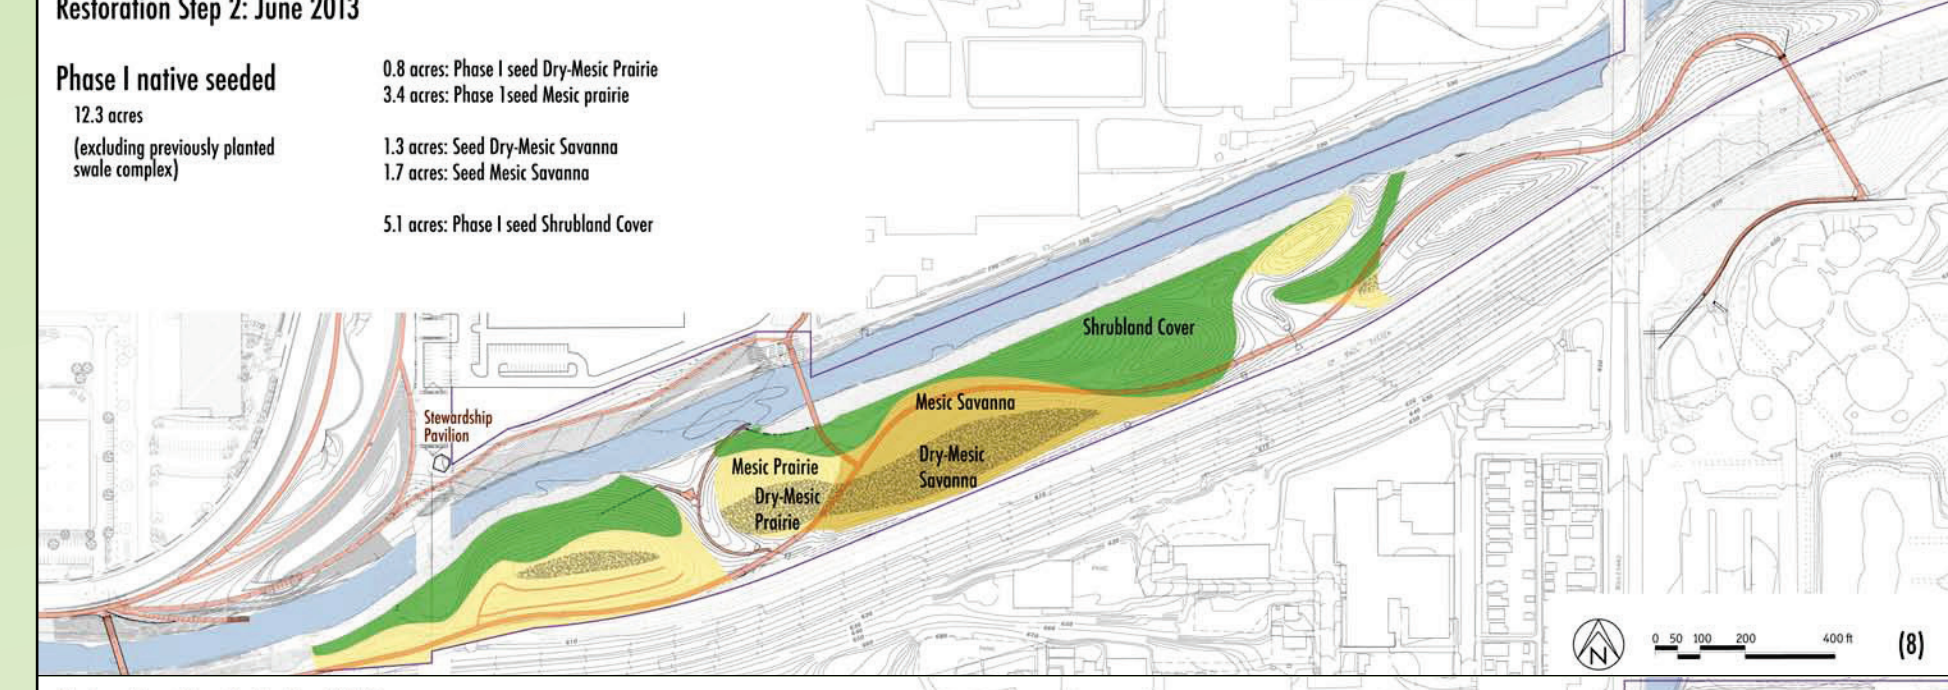 Restoration Step 2: June 2013
Phase I native seeded
12.3 acres
(excluding previously planted
swale complex)
0.8 acres: Phase I seed Dry-Mesic Prairie
3.4 acres: Phase 1seed Mesic prairie
1.3 acres: Seed Dry-Mesic Savanna
1.7 acres: Seed Mesic Savanna
5.1 acres: Phase I seed Shrubland Cover
Shrubland Cover
Mesic Savanna
Stewardship
Pavilion
Dry-Mesic
Savanna
Mesic Prairie
Dry-Mesic
Prairie
N
0 50 100 200 400 ft
(8)